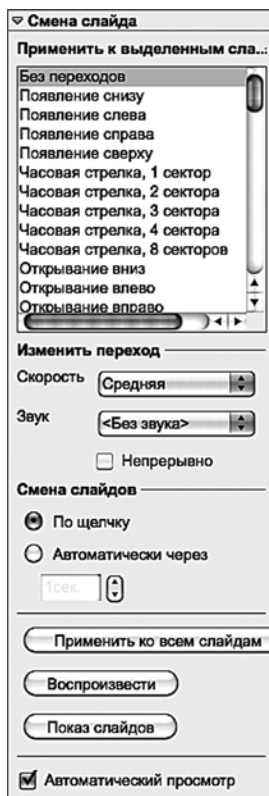 Смена слайда
Применить к выделенным сла..:
Без переходов
Появление снизу
Появление слева
Появление справа
Появление сверху
Часовая стрелка, 1 сектор
Часовая стрелка, 2 сектора
Часовая стрелка, 3 сектора
Часовая стрелка, 4 сектора
Часовая стрелка, 8 секторов
Открывание вниз
Открывание влево
Открывание вправо
Изменить переход
Скорость Средняя
Звук <Без звука>
Непрерывно
Смена слайдов
По щелчку
Автоматически через
1сек.
Применить ко всем слайдам
Воспроизвести
Показ слайдов
Автоматический просмотр